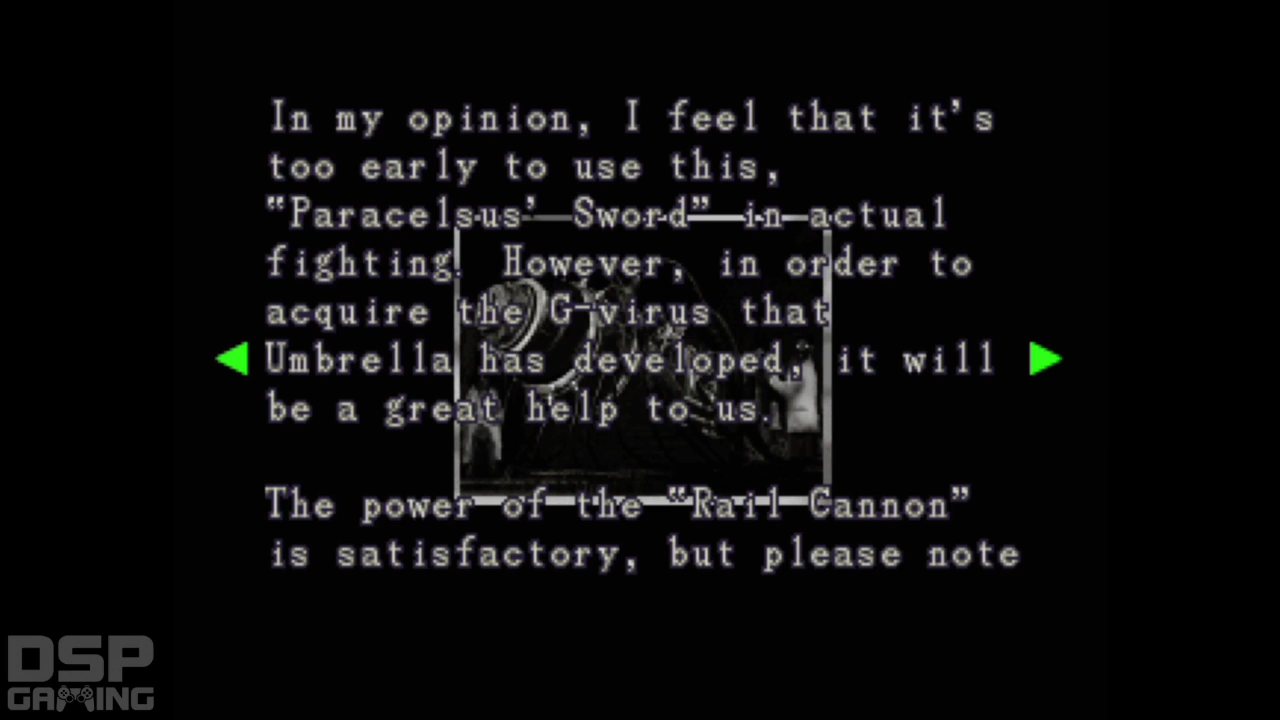 In my opinion, I feel that it's
too early to use this,
"Paracelsus' Sword" in actual
fighting. However, in order to
acquire the G-virus that
Umbrella has developed, it will
be a great help to us.
The power of the "Rail Cannon"
is satisfactory, but please note
DSP
GAMING